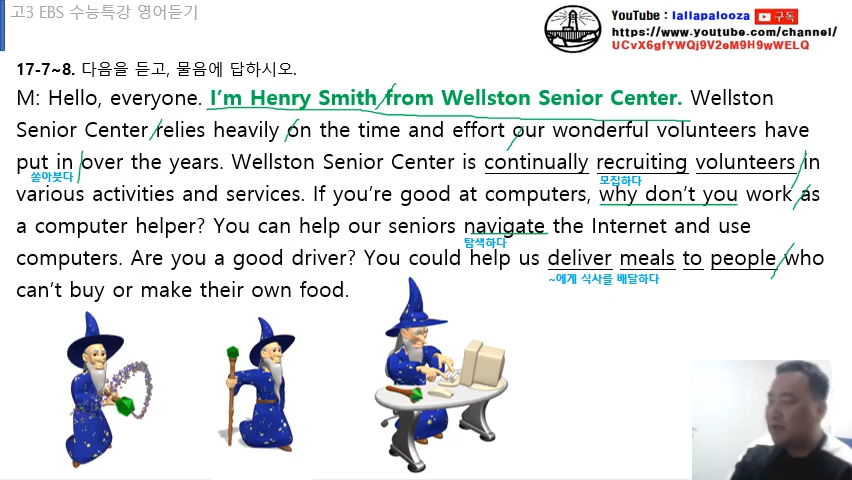 고3 EBS 수능특강 영어듣기
YouTube : lallapalooza 구독
https://www.youtube.com/channel/
UCvX6gfYWQj9V2eM9H9wWELQ
17-7~8. 다음을 듣고, 물음에 답하시오.
M: Hello, everyone. I'm Henry Smith from Wellston Senior Center. Wellston
Senior Center relies heavily on the time and effort our wonderful volunteers have
put in over the years. Wellston Senior Center is continually recruiting volunteers in
쏟아붓다 모집하다
various activities and services. If you're good at computers, why don't you work as
a computer helper? You can help our seniors navigate the Internet and use
탐색하다
computers. Are you a good driver? You could help us deliver meals to people who
~에게 식사를 배달하다
can't buy or make their own food.